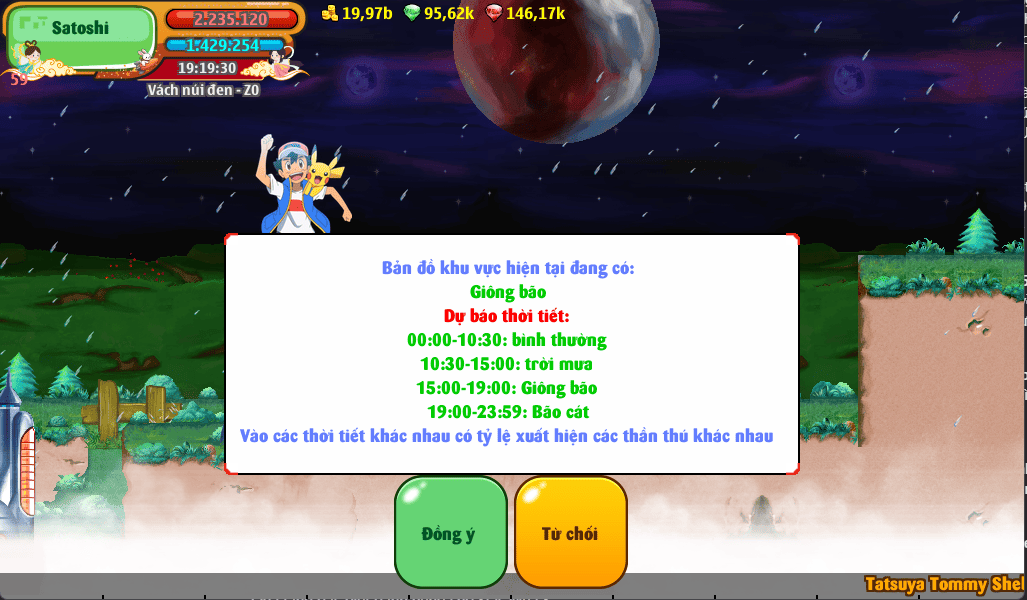 Satoshi
2.235.120
1.429.254
19:19:30
59
Vách núi đen - Z0
19,97b
95,62k
146,17k
Bản đồ khu vực hiện tại đang có:
Giông bão
Dự báo thời tiết:
00:00-10:30: bình thường
10:30-15:00: trời mưa
15:00-19:00: Giông bão
19:00-23:59: Bão cát
Vào các thời tiết khác nhau có tỷ lệ xuất hiện các thần thú khác nhau
Đồng ý
Từ chối
Tatsuya Tommy Shel